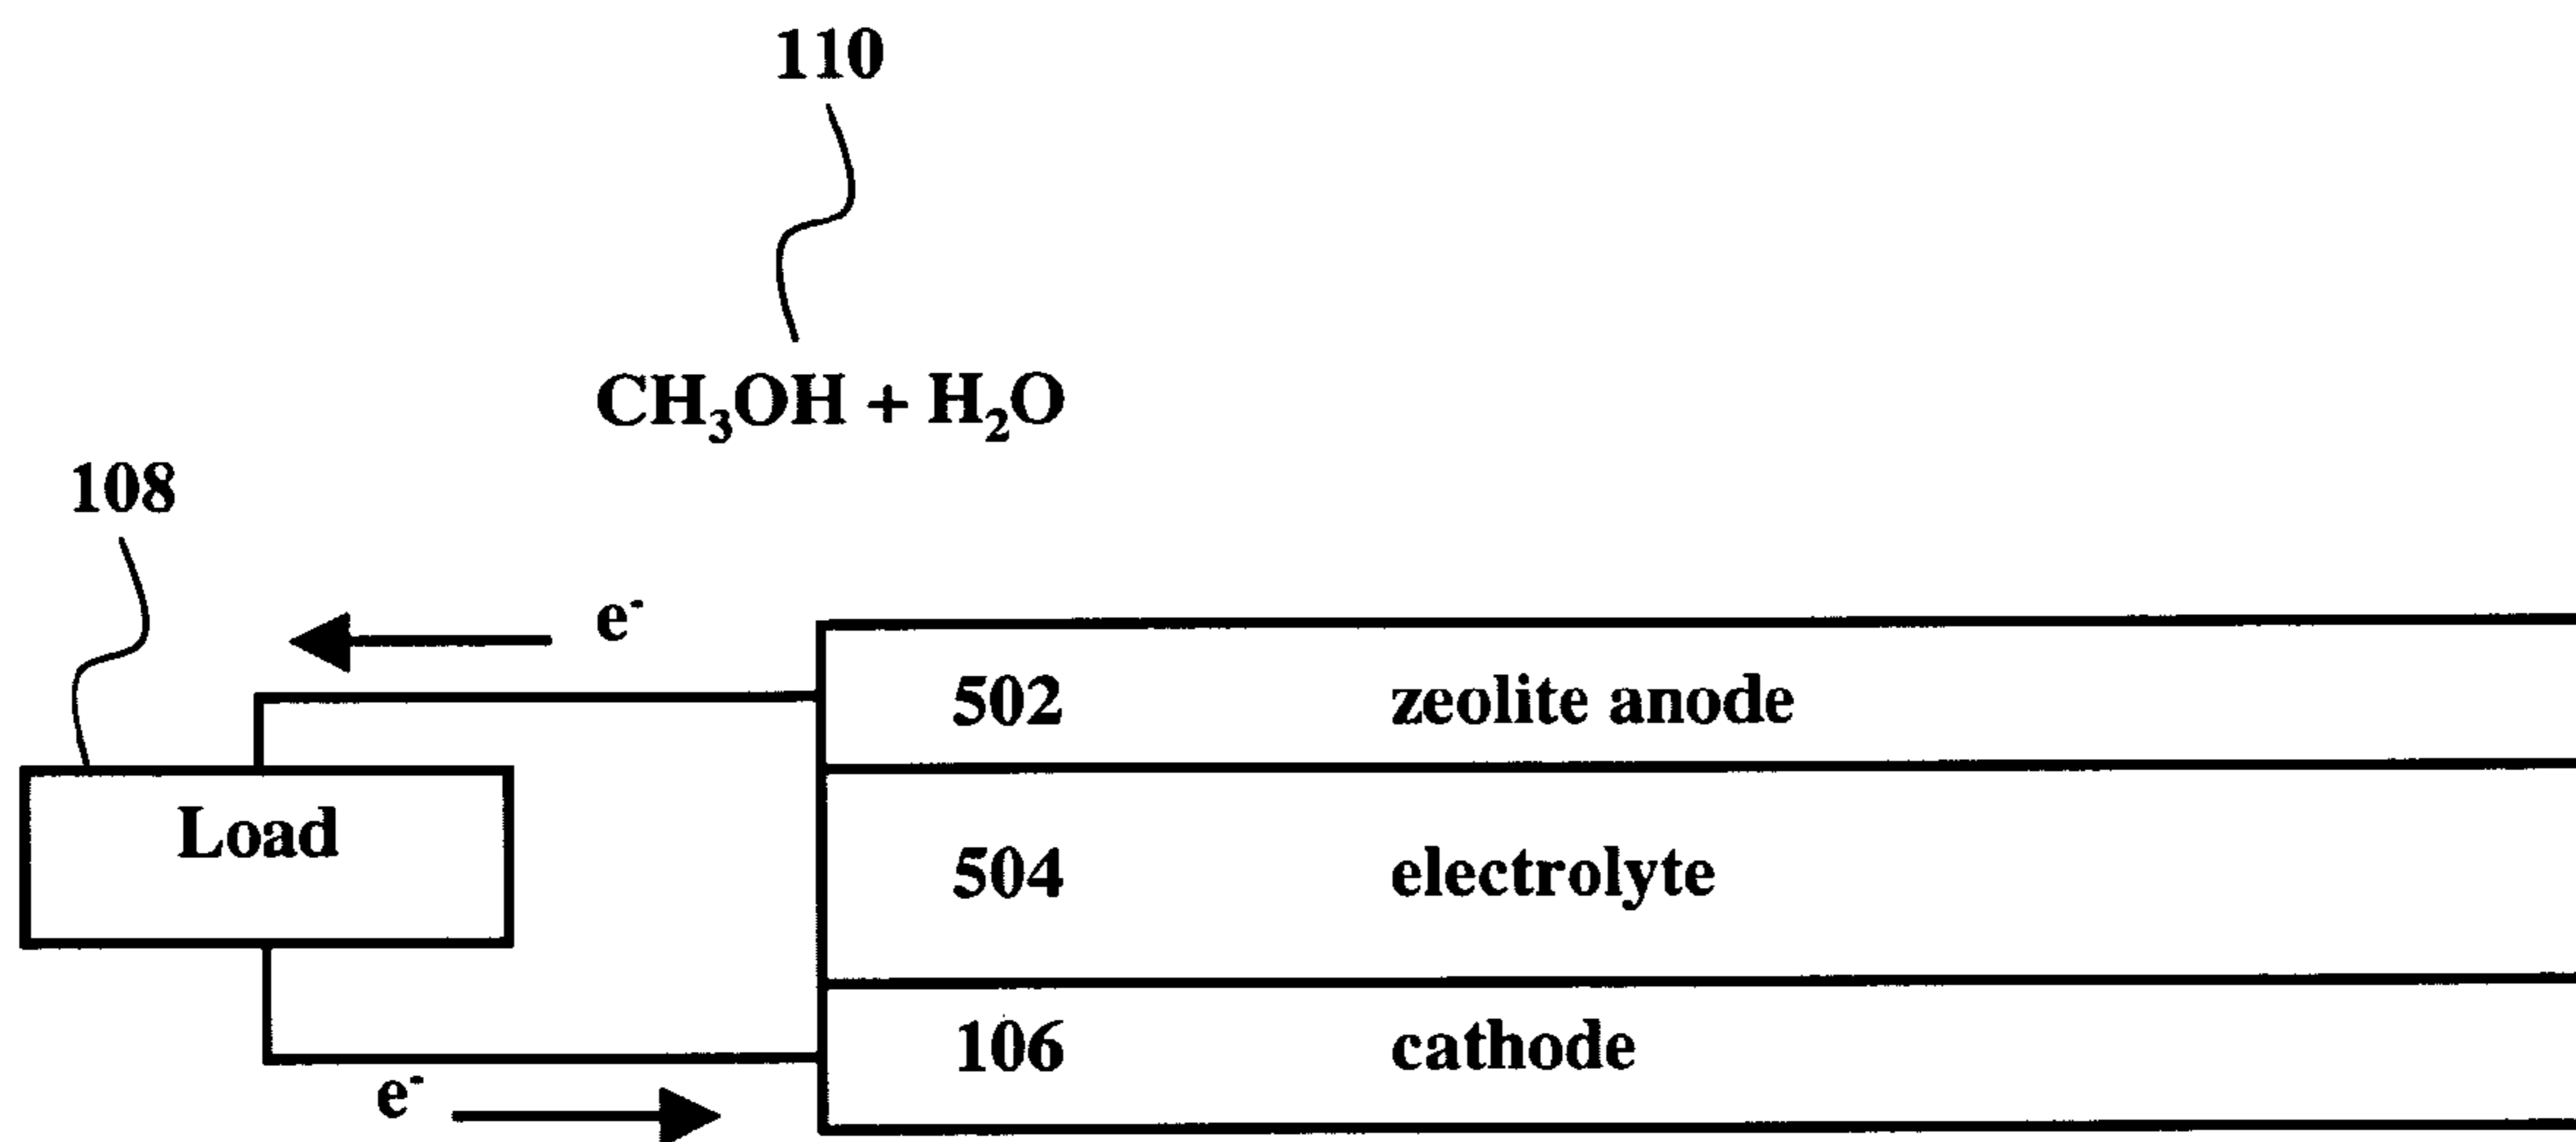 110
CH₃OH + H₂O
108
e⁻
502 zeolite anode
Load
504 electrolyte
106 cathode
e⁻